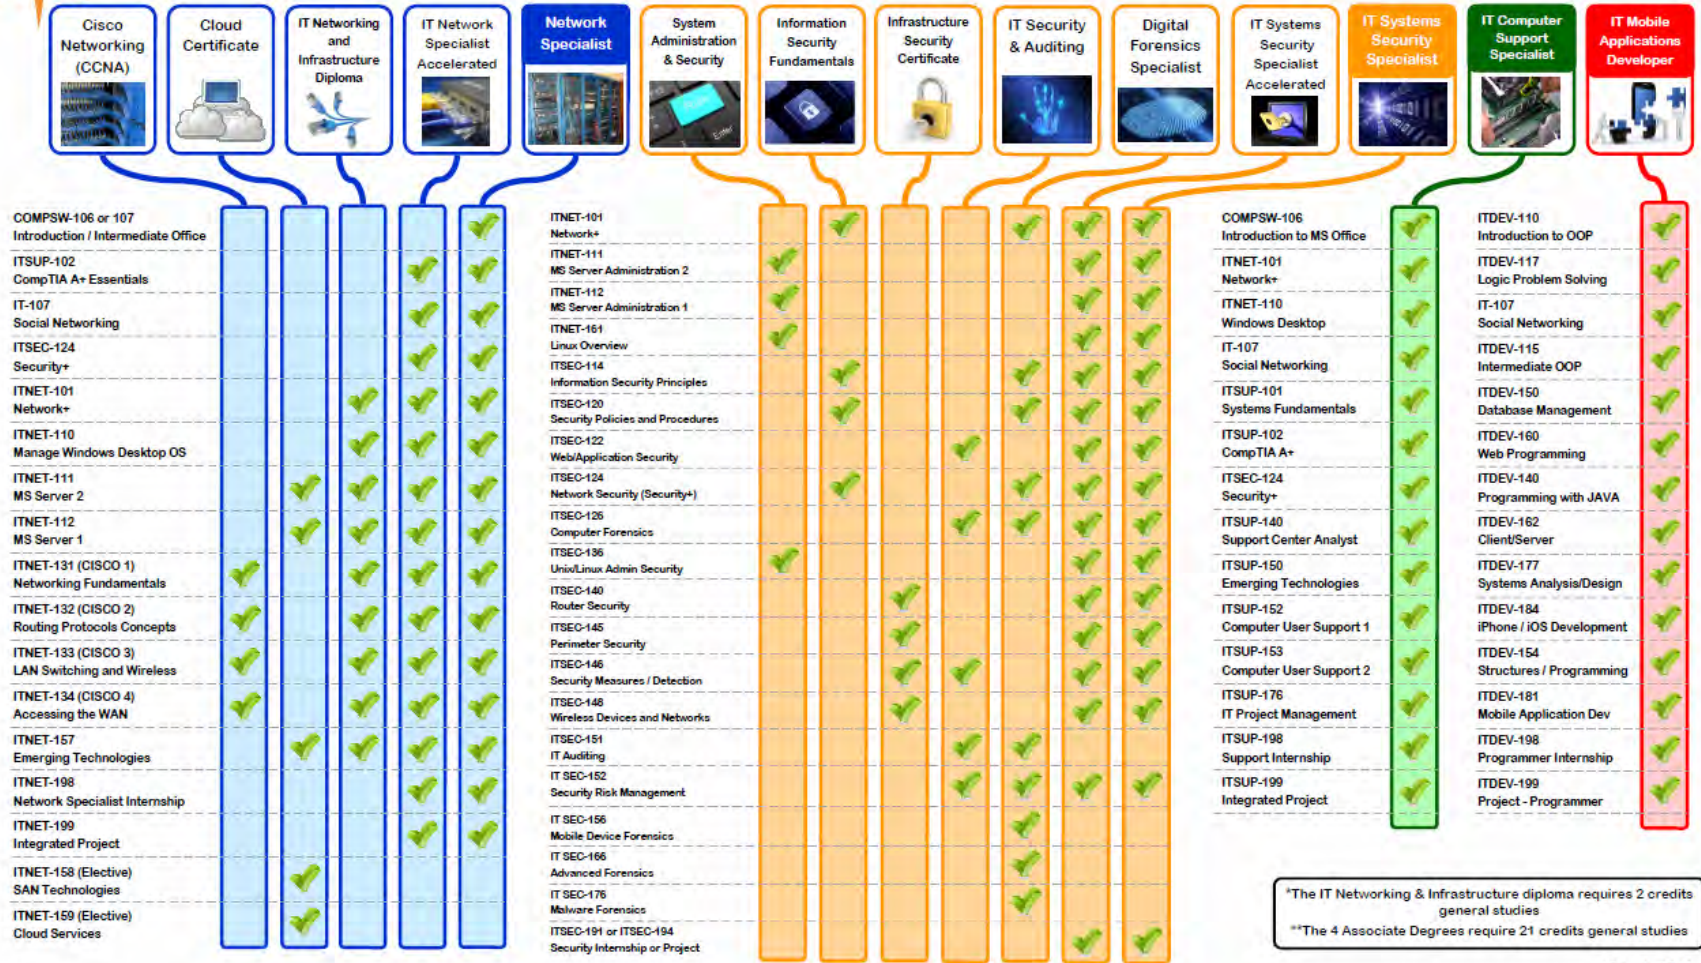 Cisco
Networking
(CCNA)
Cloud
Certificate
IT Networking
and
Infrastructure
Diploma
IT Network
Specialist
Accelerated
Network
Specialist
System
Administration
& Security
Information
Security
Fundamentals
Infrastructure
Security
Certificate
IT Security
& Auditing
Digital
Forensics
Specialist
IT Systems
Security
Specialist
Accelerated
IT Systems
Security
Specialist
IT Computer
Support
Specialist
IT Mobile
Applications
Developer
COMPSW-106 or 107
Introduction / Intermediate Office
ITSUP-102
CompTIA A+ Essentials
IT-107
Social Networking
ITSEC-124
Security+
ITNET-101
Network+
ITNET-110
Manage Windows Desktop OS
ITNET-111
MS Server 2
ITNET-112
MS Server 1
ITNET-131 (CISCO 1)
Networking Fundamentals
ITNET-132 (CISCO 2)
Routing Protocols Concepts
ITNET-133 (CISCO 3)
LAN Switching and Wireless
ITNET-134 (CISCO 4)
Accessing the WAN
ITNET-157
Emerging Technologies
ITNET-198
Network Specialist Internship
ITNET-199
Integrated Project
ITNET-158 (Elective)
SAN Technologies
ITNET-159 (Elective)
Cloud Services
ITNET-101
Network+
ITNET-111
MS Server Administration 2
ITNET-112
MS Server Administration 1
ITNET-161
Linux Overview
ITSEC-114
Information Security Principles
ITSEC-120
Security Policies and Procedures
ITSEC-122
Web/Application Security
ITSEC-124
Network Security (Security+)
ITSEC-126
Computer Forensics
ITSEC-136
Unix/Linux Admin Security
ITSEC-140
Router Security
ITSEC-145
Perimeter Security
ITSEC-146
Security Measures / Detection
ITSEC-148
Wireless Devices and Networks
ITSEC-151
IT Auditing
IT SEC-152
Security Risk Management
IT SEC-156
Mobile Device Forensics
IT SEC-166
Advanced Forensics
IT SEC-176
Malware Forensics
ITSEC-191 or ITSEC-194
Security Internship or Project
COMPSW-106
Introduction to MS Office
ITNET-101
Network+
ITNET-110
Windows Desktop
IT-107
Social Networking
ITSUP-101
Systems Fundamentals
ITSUP-102
CompTIA A+
ITSEC-124
Security+
ITSUP-140
Support Center Analyst
ITSUP-150
Emerging Technologies
ITSUP-152
Computer User Support 1
ITSUP-153
Computer User Support 2
ITSUP-176
IT Project Management
ITSUP-198
Support Internship
ITSUP-199
Integrated Project
ITDEV-110
Introduction to OOP
ITDEV-117
Logic Problem Solving
IT-107
Social Networking
ITDEV-115
Intermediate OOP
ITDEV-150
Database Management
ITDEV-160
Web Programming
ITDEV-140
Programming with JAVA
ITDEV-162
Client/Server
ITDEV-177
Systems Analysis/Design
ITDEV-184
iPhone / iOS Development
ITDEV-154
Structures / Programming
ITDEV-181
Mobile Application Dev
ITDEV-198
Programmer Internship
ITDEV-199
Project - Programmer
*The IT Networking & Infrastructure diploma requires 2 credits
general studies
**The 4 Associate Degrees require 21 credits general studies